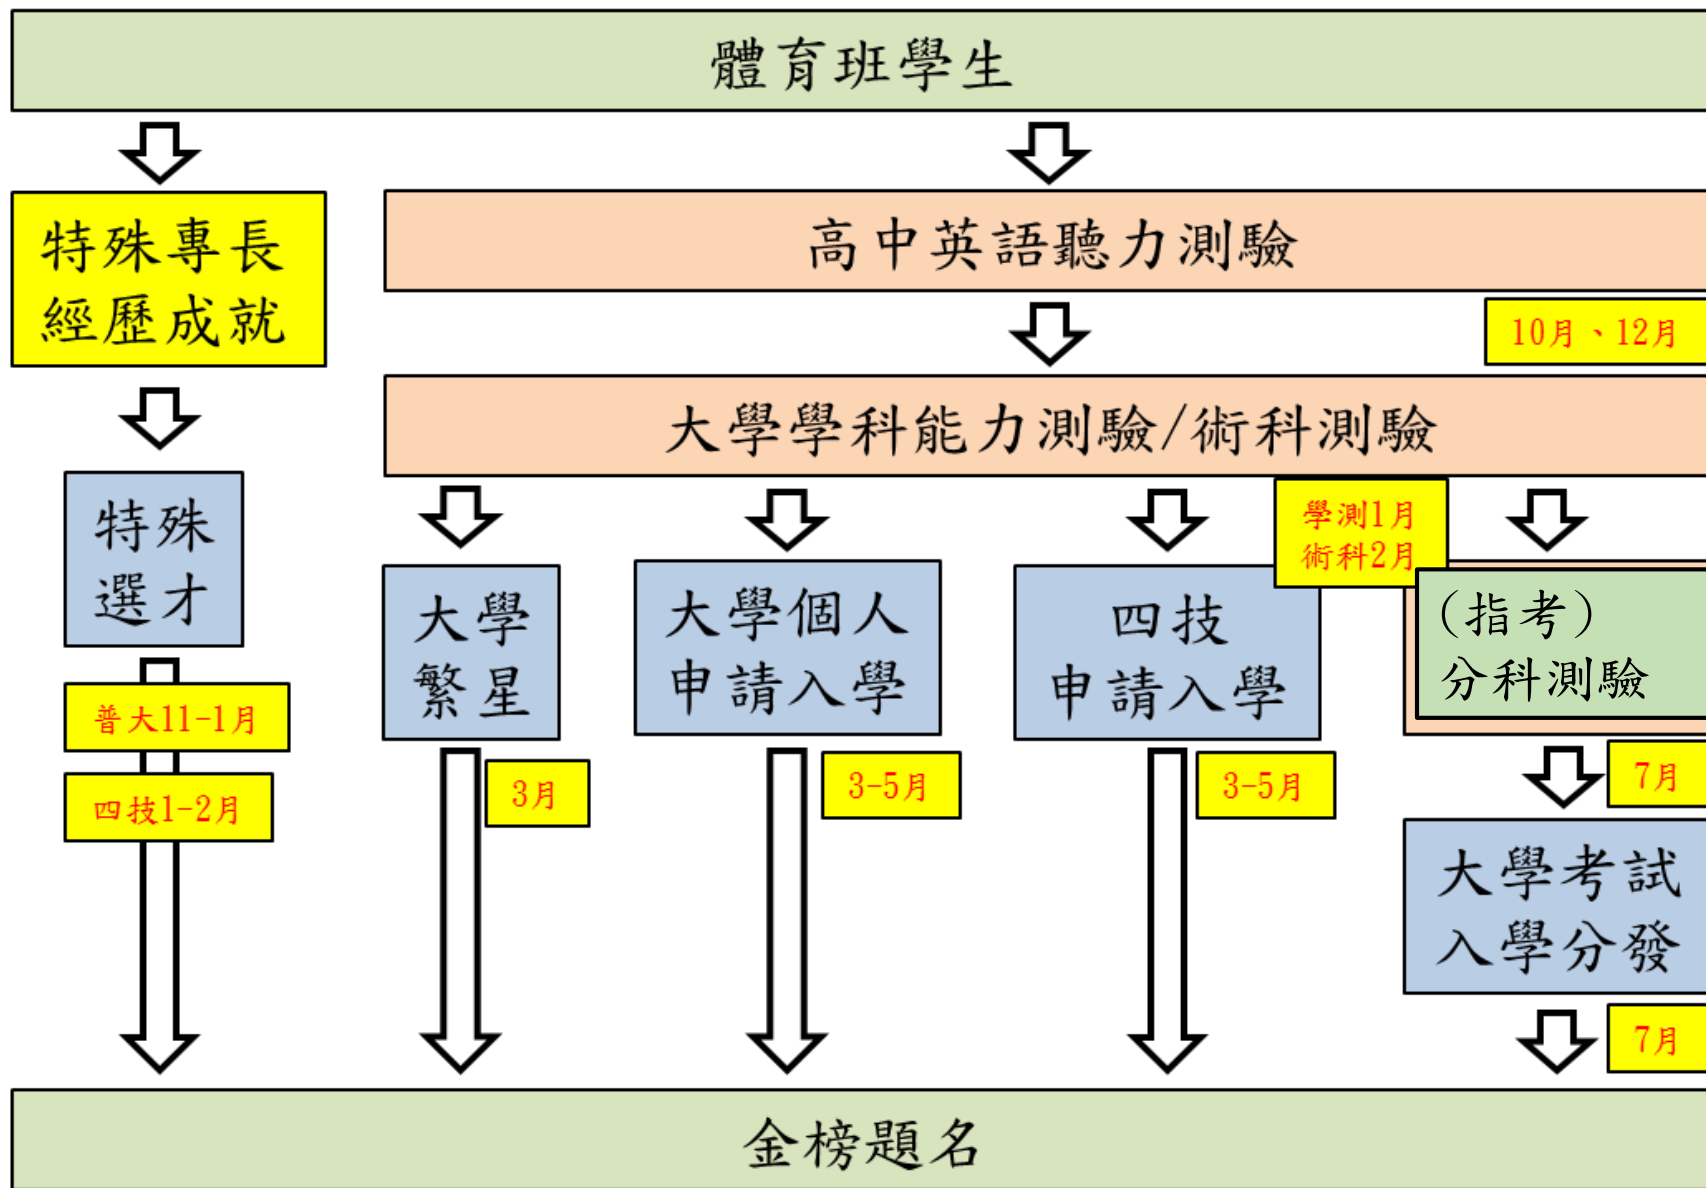 體育班學生
特殊專長
經歷成就
高中英語聽力測驗
10月、12月
大學學科能力測驗/術科測驗
學測1月
術科2月
特殊
選才
普大11-1月
四技1-2月
大學
繁星
3月
大學個人
申請入學
3-5月
四技
申請入學
3-5月
(指考)
分科測驗
7月
大學考試
入學分發
7月
金榜題名